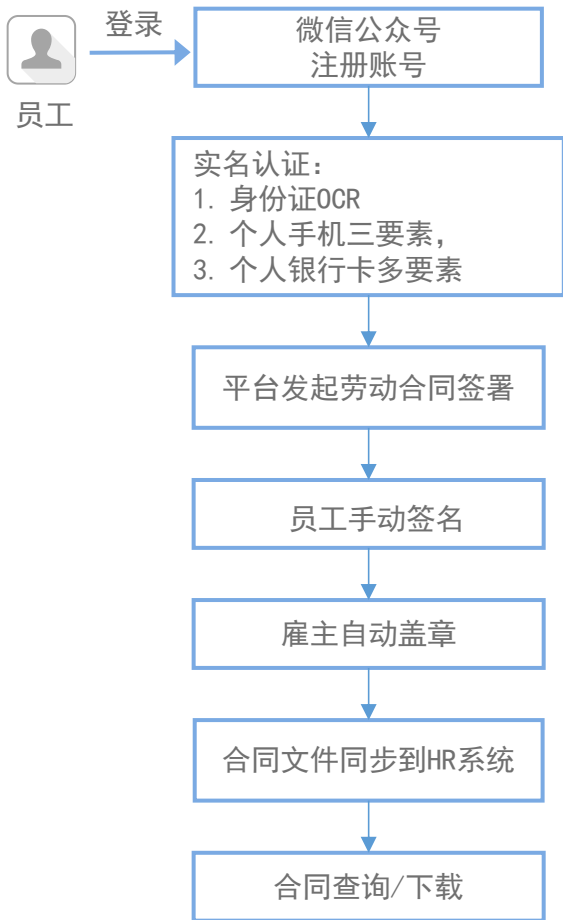 登录
员工
微信公众号
注册账号
实名认证：
1. 身份证OCR
2. 个人手机三要素，
3. 个人银行卡多要素
平台发起劳动合同签署
员工手动签名
雇主自动盖章
合同文件同步到HR系统
合同查询/下载